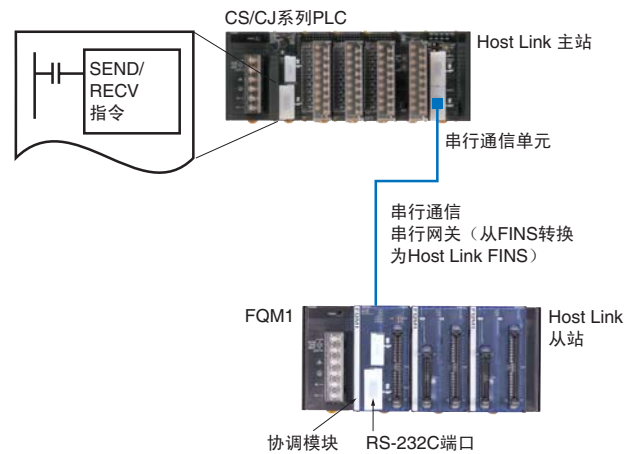 CS/CJ系列PLC
Host Link 主站
SEND/
RECV
指令
串行通信单元
串行通信
串行网关（从FINS转换
为Host Link FINS）
FQM1
Host Link
从站
协调模块
RS-232C端口